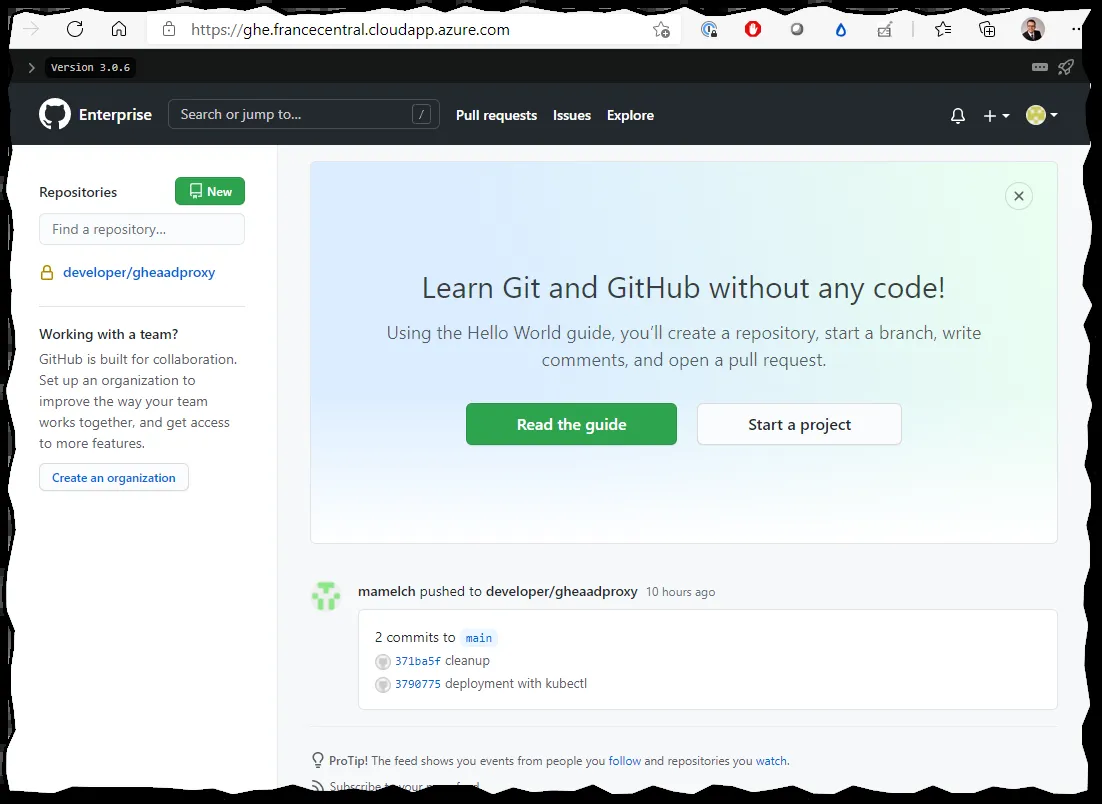 https://ghe.francecentral.cloudapp.azure.com
Version 3.0.6
Enterprise
Search or jump to...
/
Pull requests
Issues
Explore
Repositories
New
Find a repository...
developer/gheaadproxy
Working with a team?
GitHub is built for collaboration.
Set up an organization to
improve the way your team
works together, and get access
to more features.
Create an organization
Learn Git and GitHub without any code!
Using the Hello World guide, you’ll create a repository, start a branch, write
comments, and open a pull request.
Read the guide
Start a project
mamelch pushed to developer/gheaadproxy 10 hours ago
2 commits to main
371ba5f cleanup
3790775 deployment with kubectl
ProTip! The feed shows you events from people you follow and repositories you watch.
Subscribe to your feed